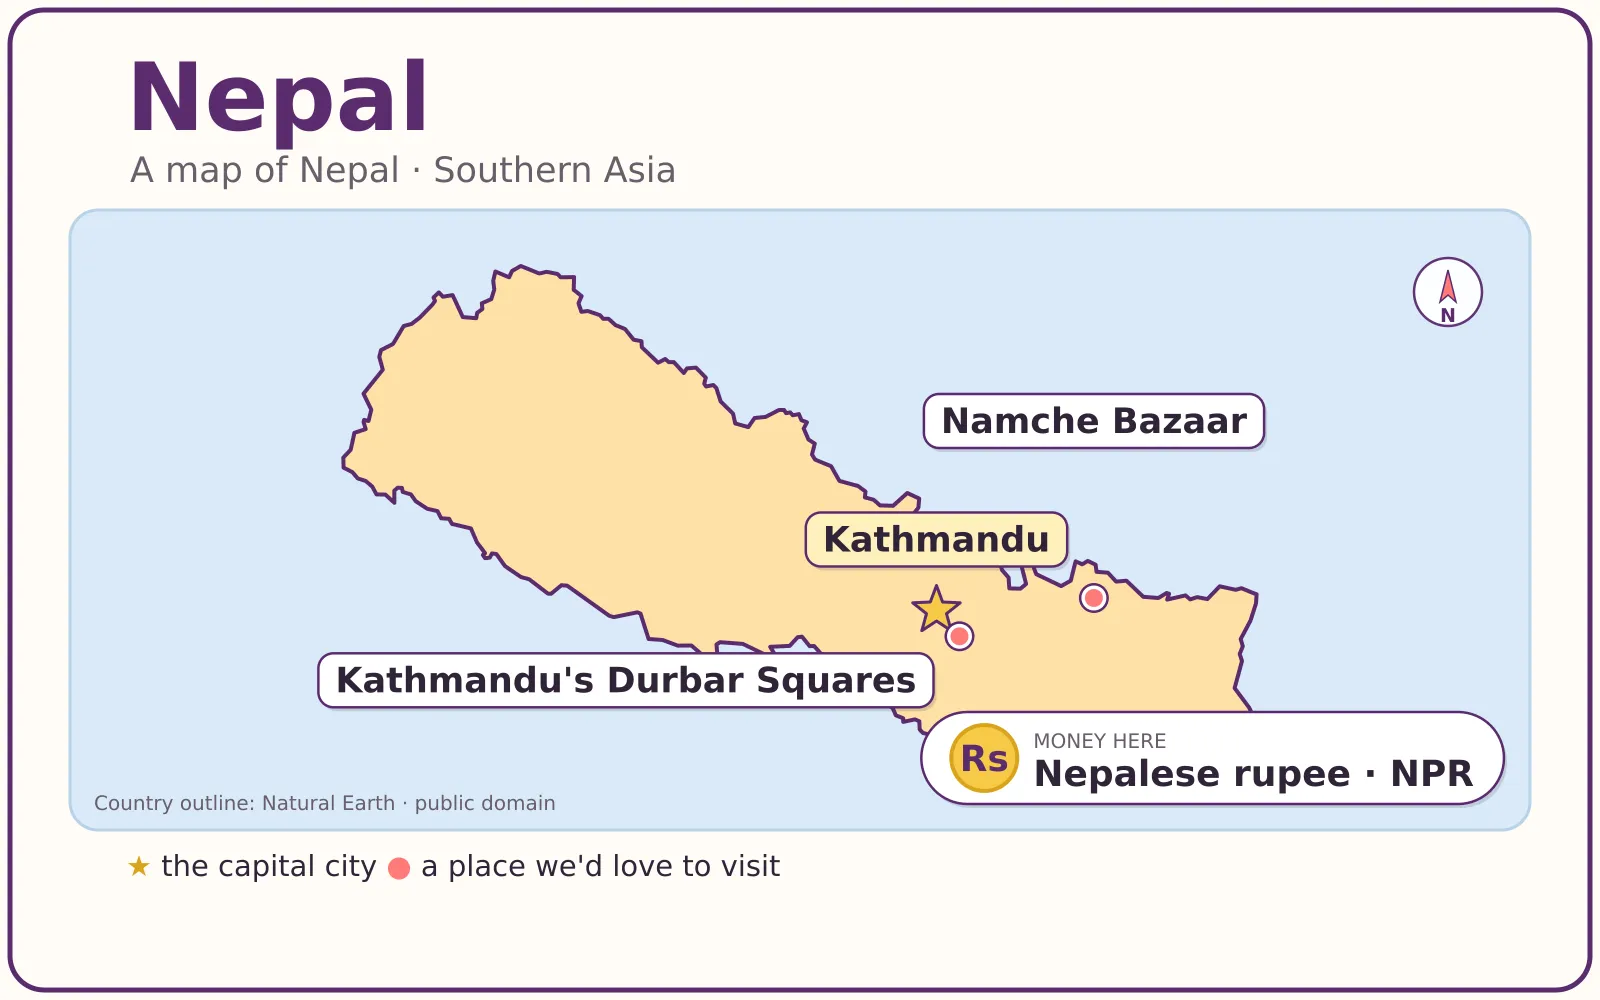 Nepal
A map of Nepal · Southern Asia
N
Namche Bazaar
Kathmandu
Kathmandu's Durbar Squares
Rs
MONEY HERE
Nepalese rupee · NPR
Country outline: Natural Earth · public domain
★ the capital city ● a place we'd love to visit